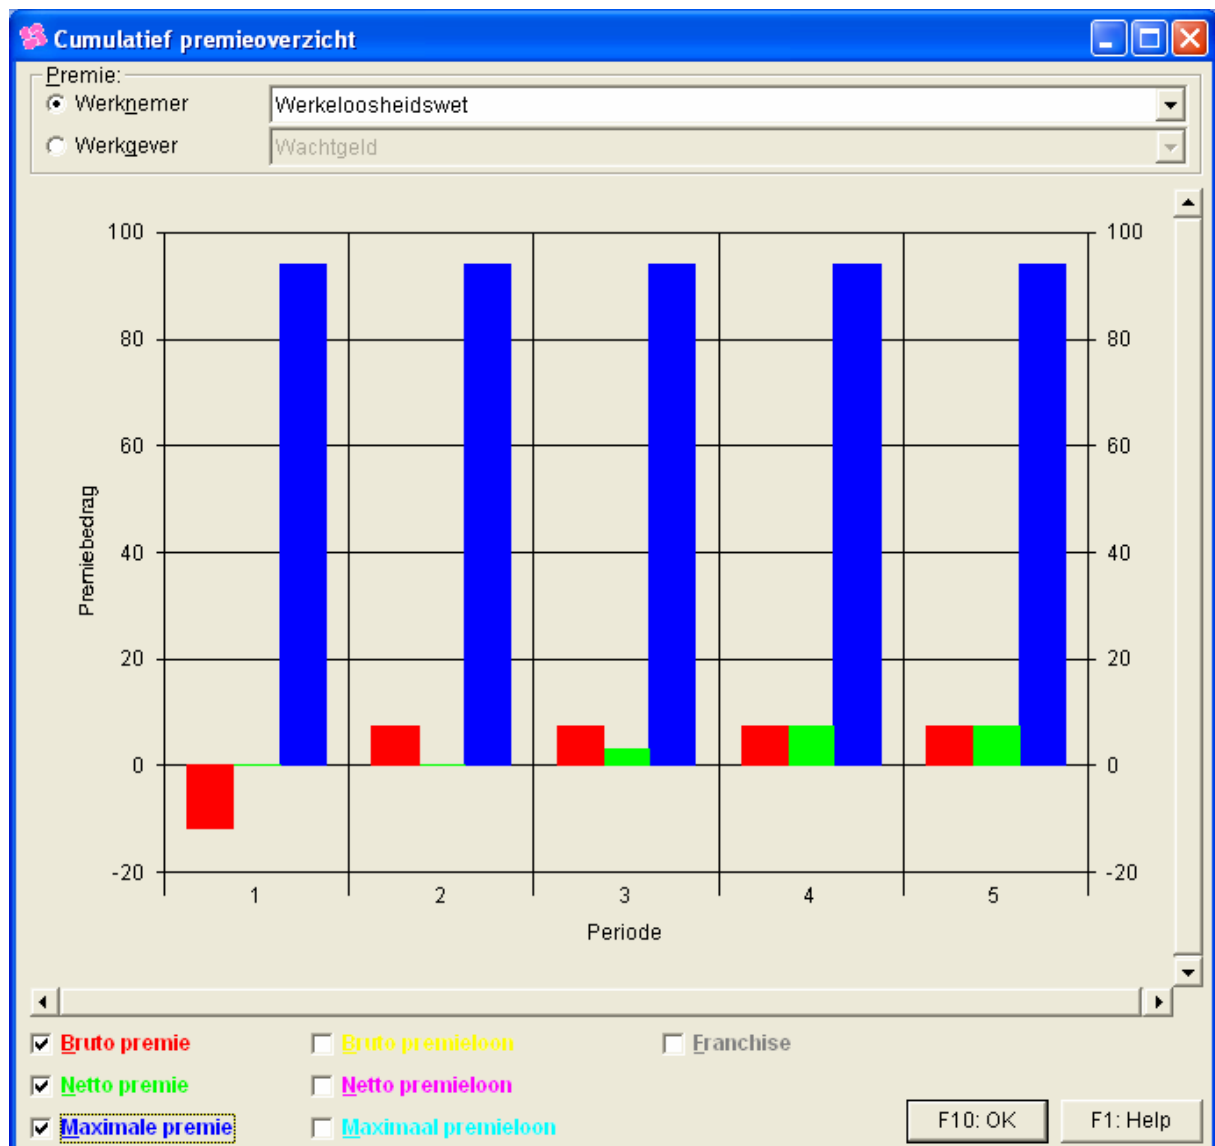 Cumulatief premieoverzicht
Premie:
Werknemer
Werkeloosheidswet
Werkgever
Wachtgeld
100 100
80 80
60 60
40 40
20 20
0 0
-20 -20
Premiebedrag
1 2 3 4 5
Periode
Bruto premie Bruto premieloon Franchise
Netto premie Netto premieloon
Maximale premie Maximaal premieloon
F10: OK F1: Help